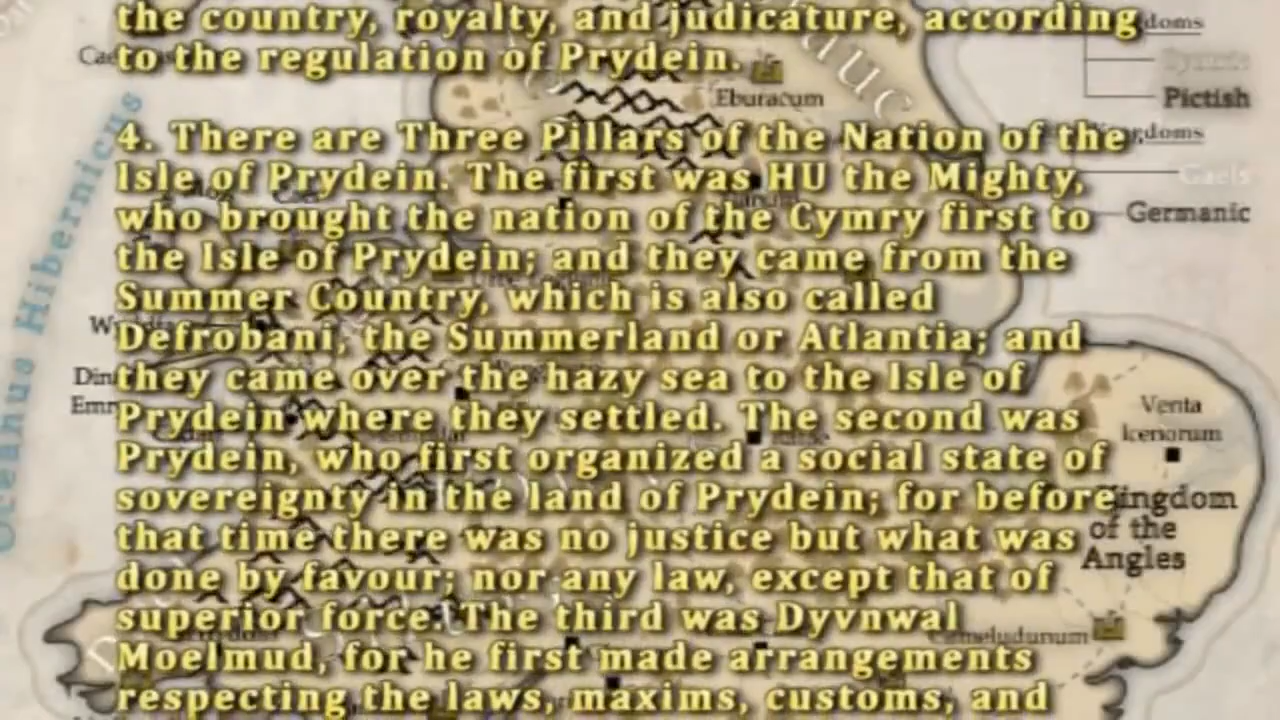 the country, royalty, and judicature, according
to the regulation of Prydein.
4. There are Three Pillars of the Nation of the
Isle of Prydein. The first was HU the Mighty,
who brought the nation of the Cymry first to
the Isle of Prydein; and they came from the
Summer Country, which is also called
Defrobani, the Summerland or Atlantia; and
they came over the hazy sea to the Isle of
Prydein where they settled. The second was
Prydein, who first organized a social state of
sovereignty in the land of Prydein; for before
that time there was no justice but what was
done by favour; nor any law, except that of
superior force. The third was Dyvnwal
Moelmud, for he first made arrangements
respecting the laws, maxims, customs, and
Eburacum
Pictish
Gaels
Germanic
Oceanus Hibernicus
Venta
Icenorum
Kingdom
of the
Angles
Cameludunum